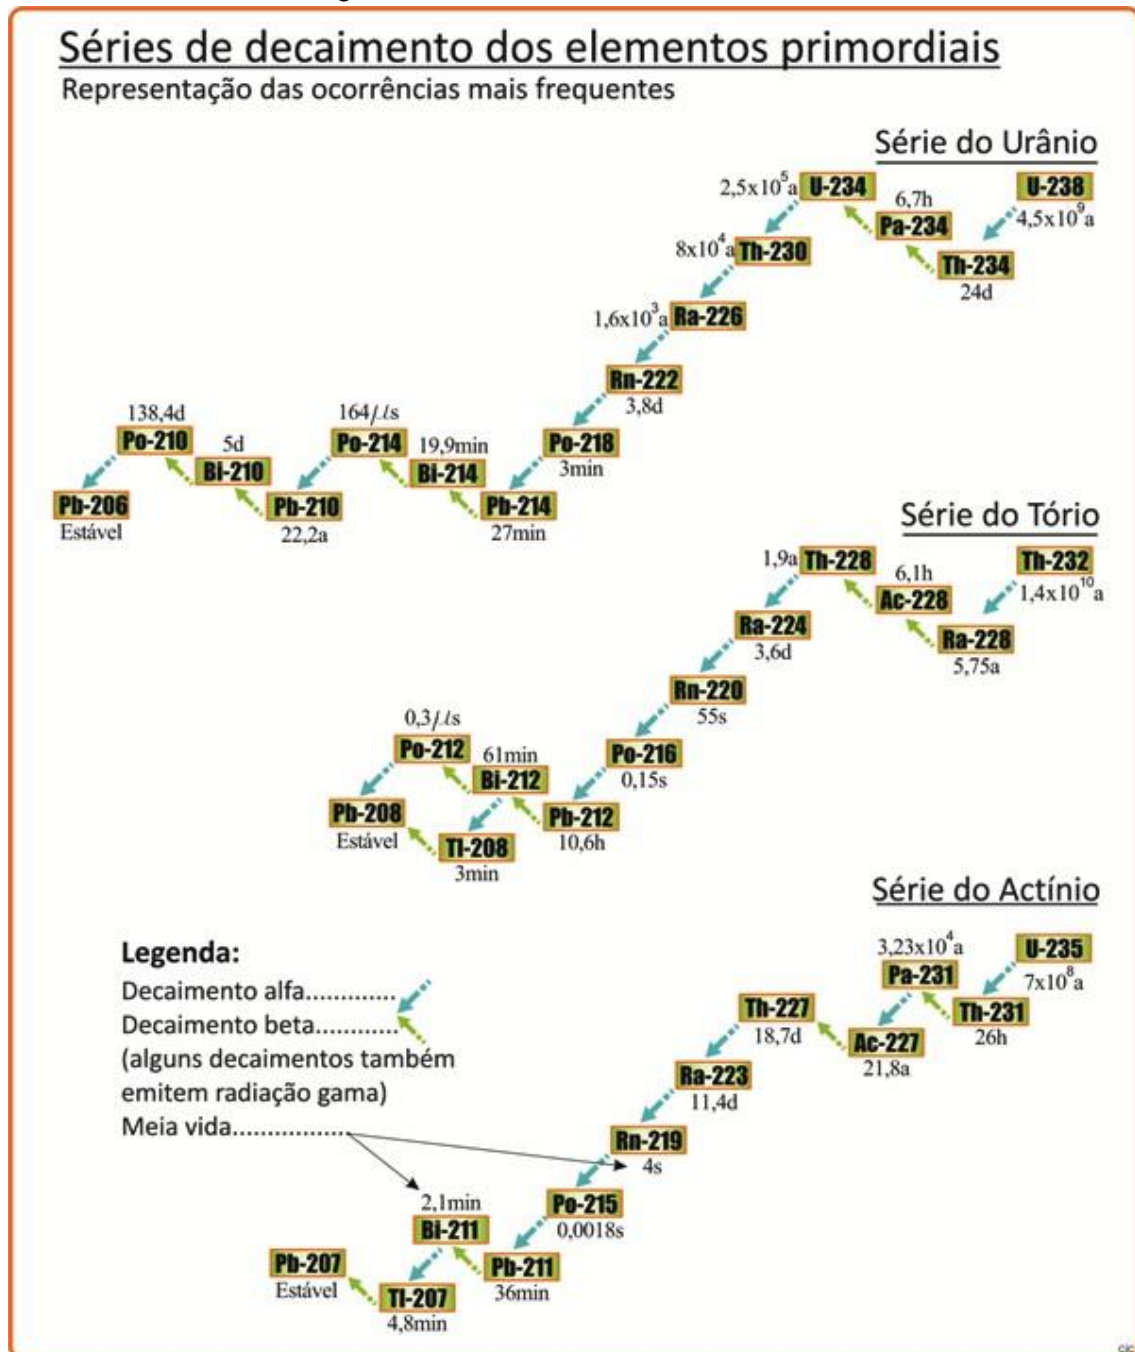 Séries de decaimento dos elementos primordiais
Representação das ocorrências mais frequentes
Série do Urânio
2,5x10⁵a U-234
U-238
6,7h
Pa-234
4,5x10⁹a
8x10⁴a Th-230
Th-234
24d
1,6x10³a Ra-226
Rn-222
3,8d
138,4d
Po-210
5d
Bi-210
164μs
Po-214
19,9min
Bi-214
Po-218
3min
Pb-206
Estável
Pb-210
22,2a
Pb-214
27min
Série do Tório
1,9a Th-228
6,1h
Ac-228
Th-232
1,4x10¹⁰a
Ra-224
3,6d
Ra-228
5,75a
Rn-220
55s
0,3μs
Po-212
61min
Bi-212
Po-216
0,15s
Pb-208
Estável
Tl-208
3min
Pb-212
10,6h
Série do Actínio
3,23x10⁴a
Pa-231
U-235
7x10⁸a
Th-227
18,7d
Ac-227
21,8a
Th-231
26h
Ra-223
11,4d
Rn-219
4s
2,1min
Bi-211
Po-215
0,0018s
Pb-207
Estável
Tl-207
4,8min
Pb-211
36min
Legenda:
Decaimento alfa.............
Decaimento beta............
(alguns decaimentos também
emitem radiação gama)
Meia vida.................